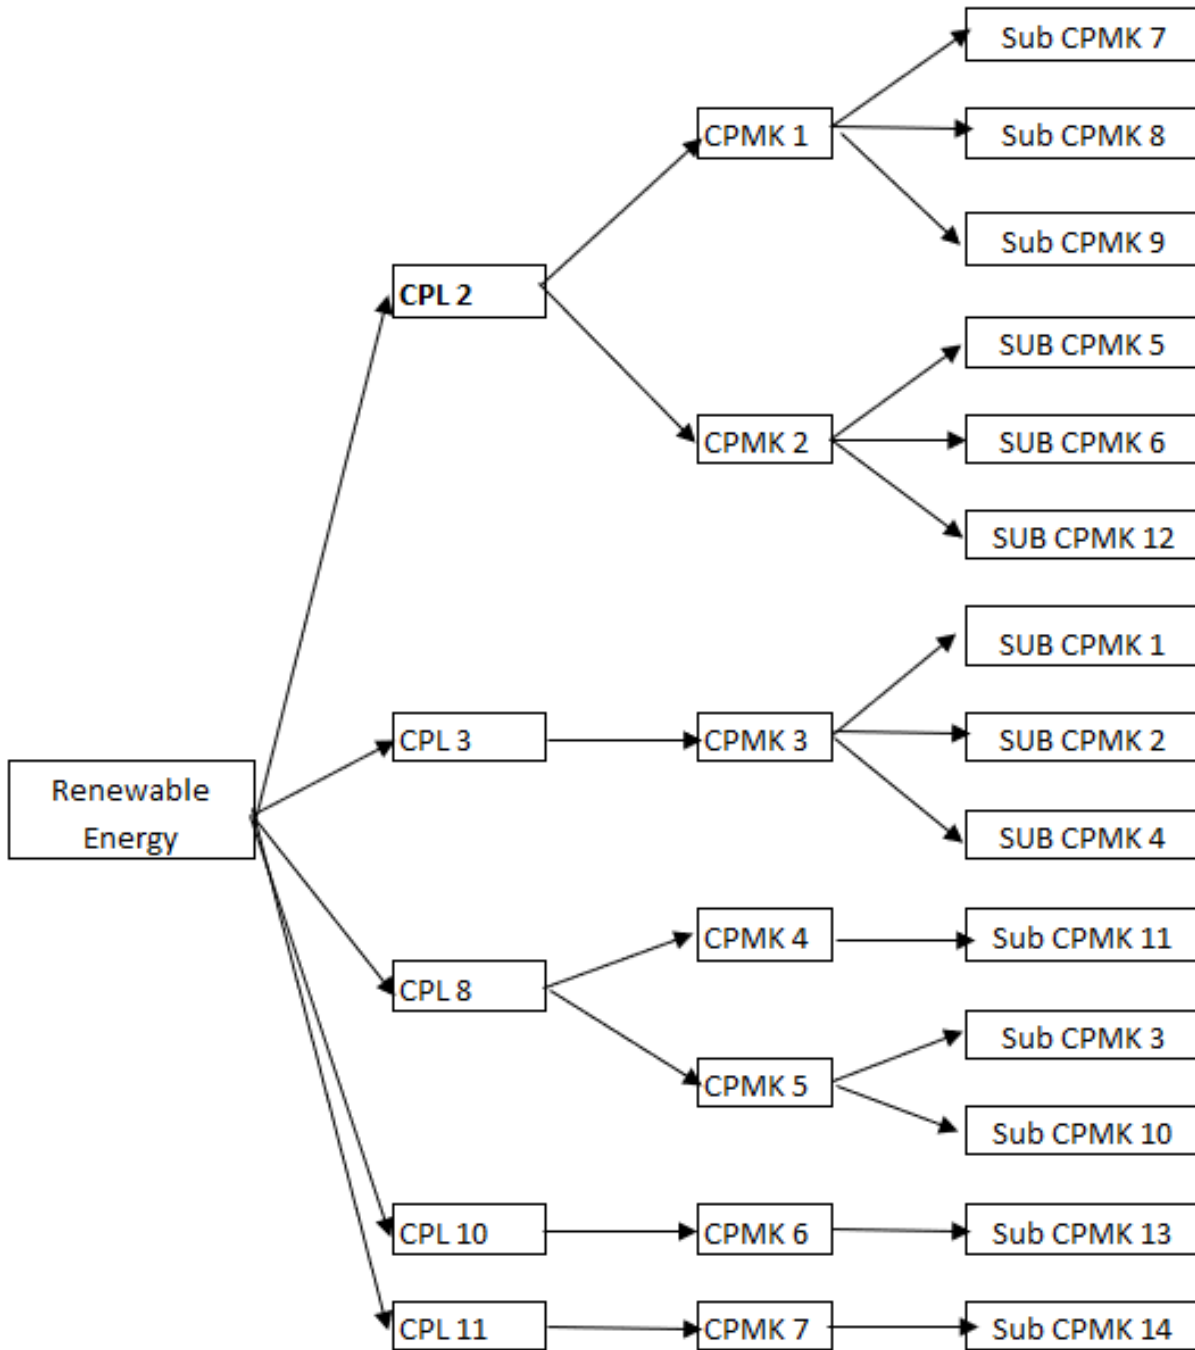 Sub CPMK 7
CPMK 1
Sub CPMK 8
Sub CPMK 9
CPL 2
SUB CPMK 5
CPMK 2
SUB CPMK 6
SUB CPMK 12
SUB CPMK 1
CPL 3
CPMK 3
SUB CPMK 2
Renewable
Energy
SUB CPMK 4
CPMK 4
Sub CPMK 11
CPL 8
Sub CPMK 3
CPMK 5
Sub CPMK 10
CPL 10
CPMK 6
Sub CPMK 13
CPL 11
CPMK 7
Sub CPMK 14